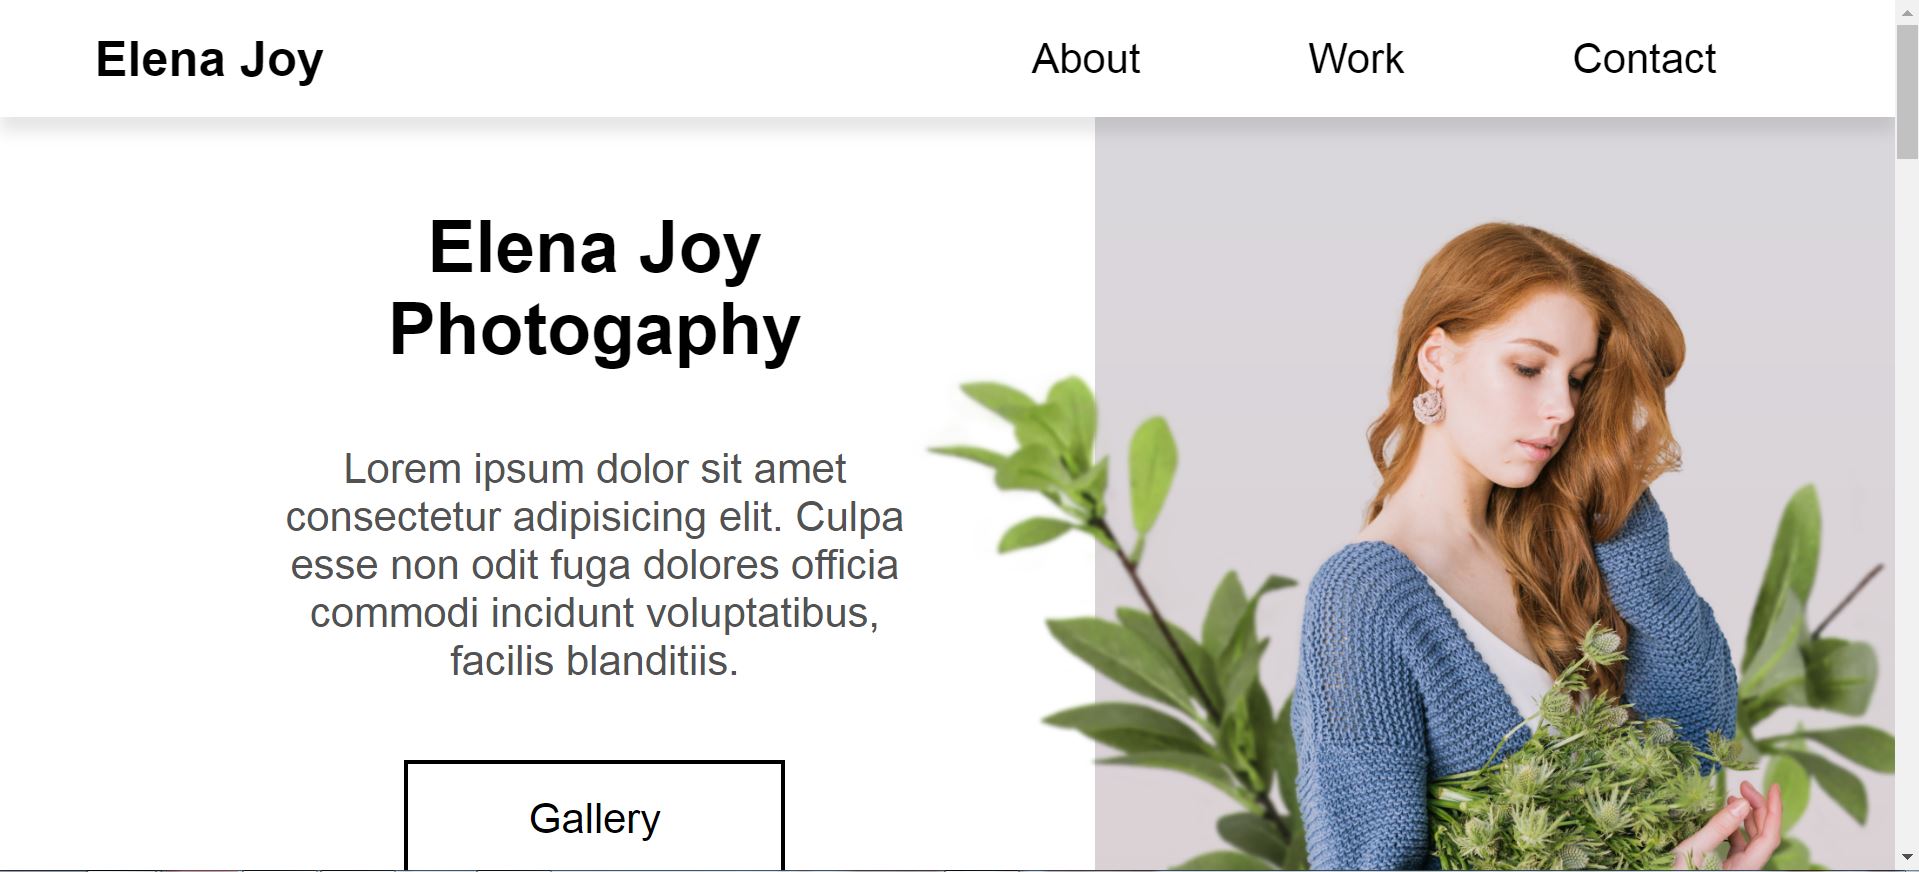 Elena Joy
About
Work
Contact
Elena Joy
Photogaphy
Lorem ipsum dolor sit amet
consectetur adipisicing elit. Culpa
esse non odit fuga dolores officia
commodi incidunt voluptatibus,
facilis blanditiis.
Gallery